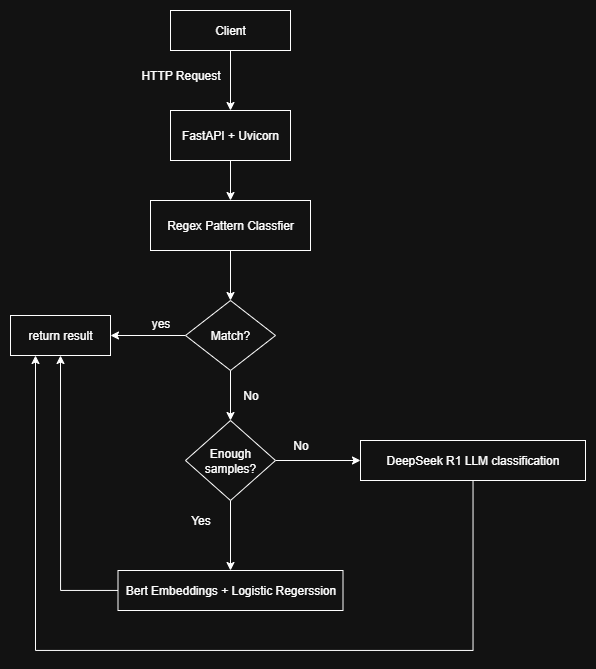 Client
HTTP Request
FastAPI + Uvicorn
Regex Pattern Classfier
Match?
yes
return result
No
Enough
samples?
No
DeepSeek R1 LLM classification
Yes
Bert Embeddings + Logistic Regerssion